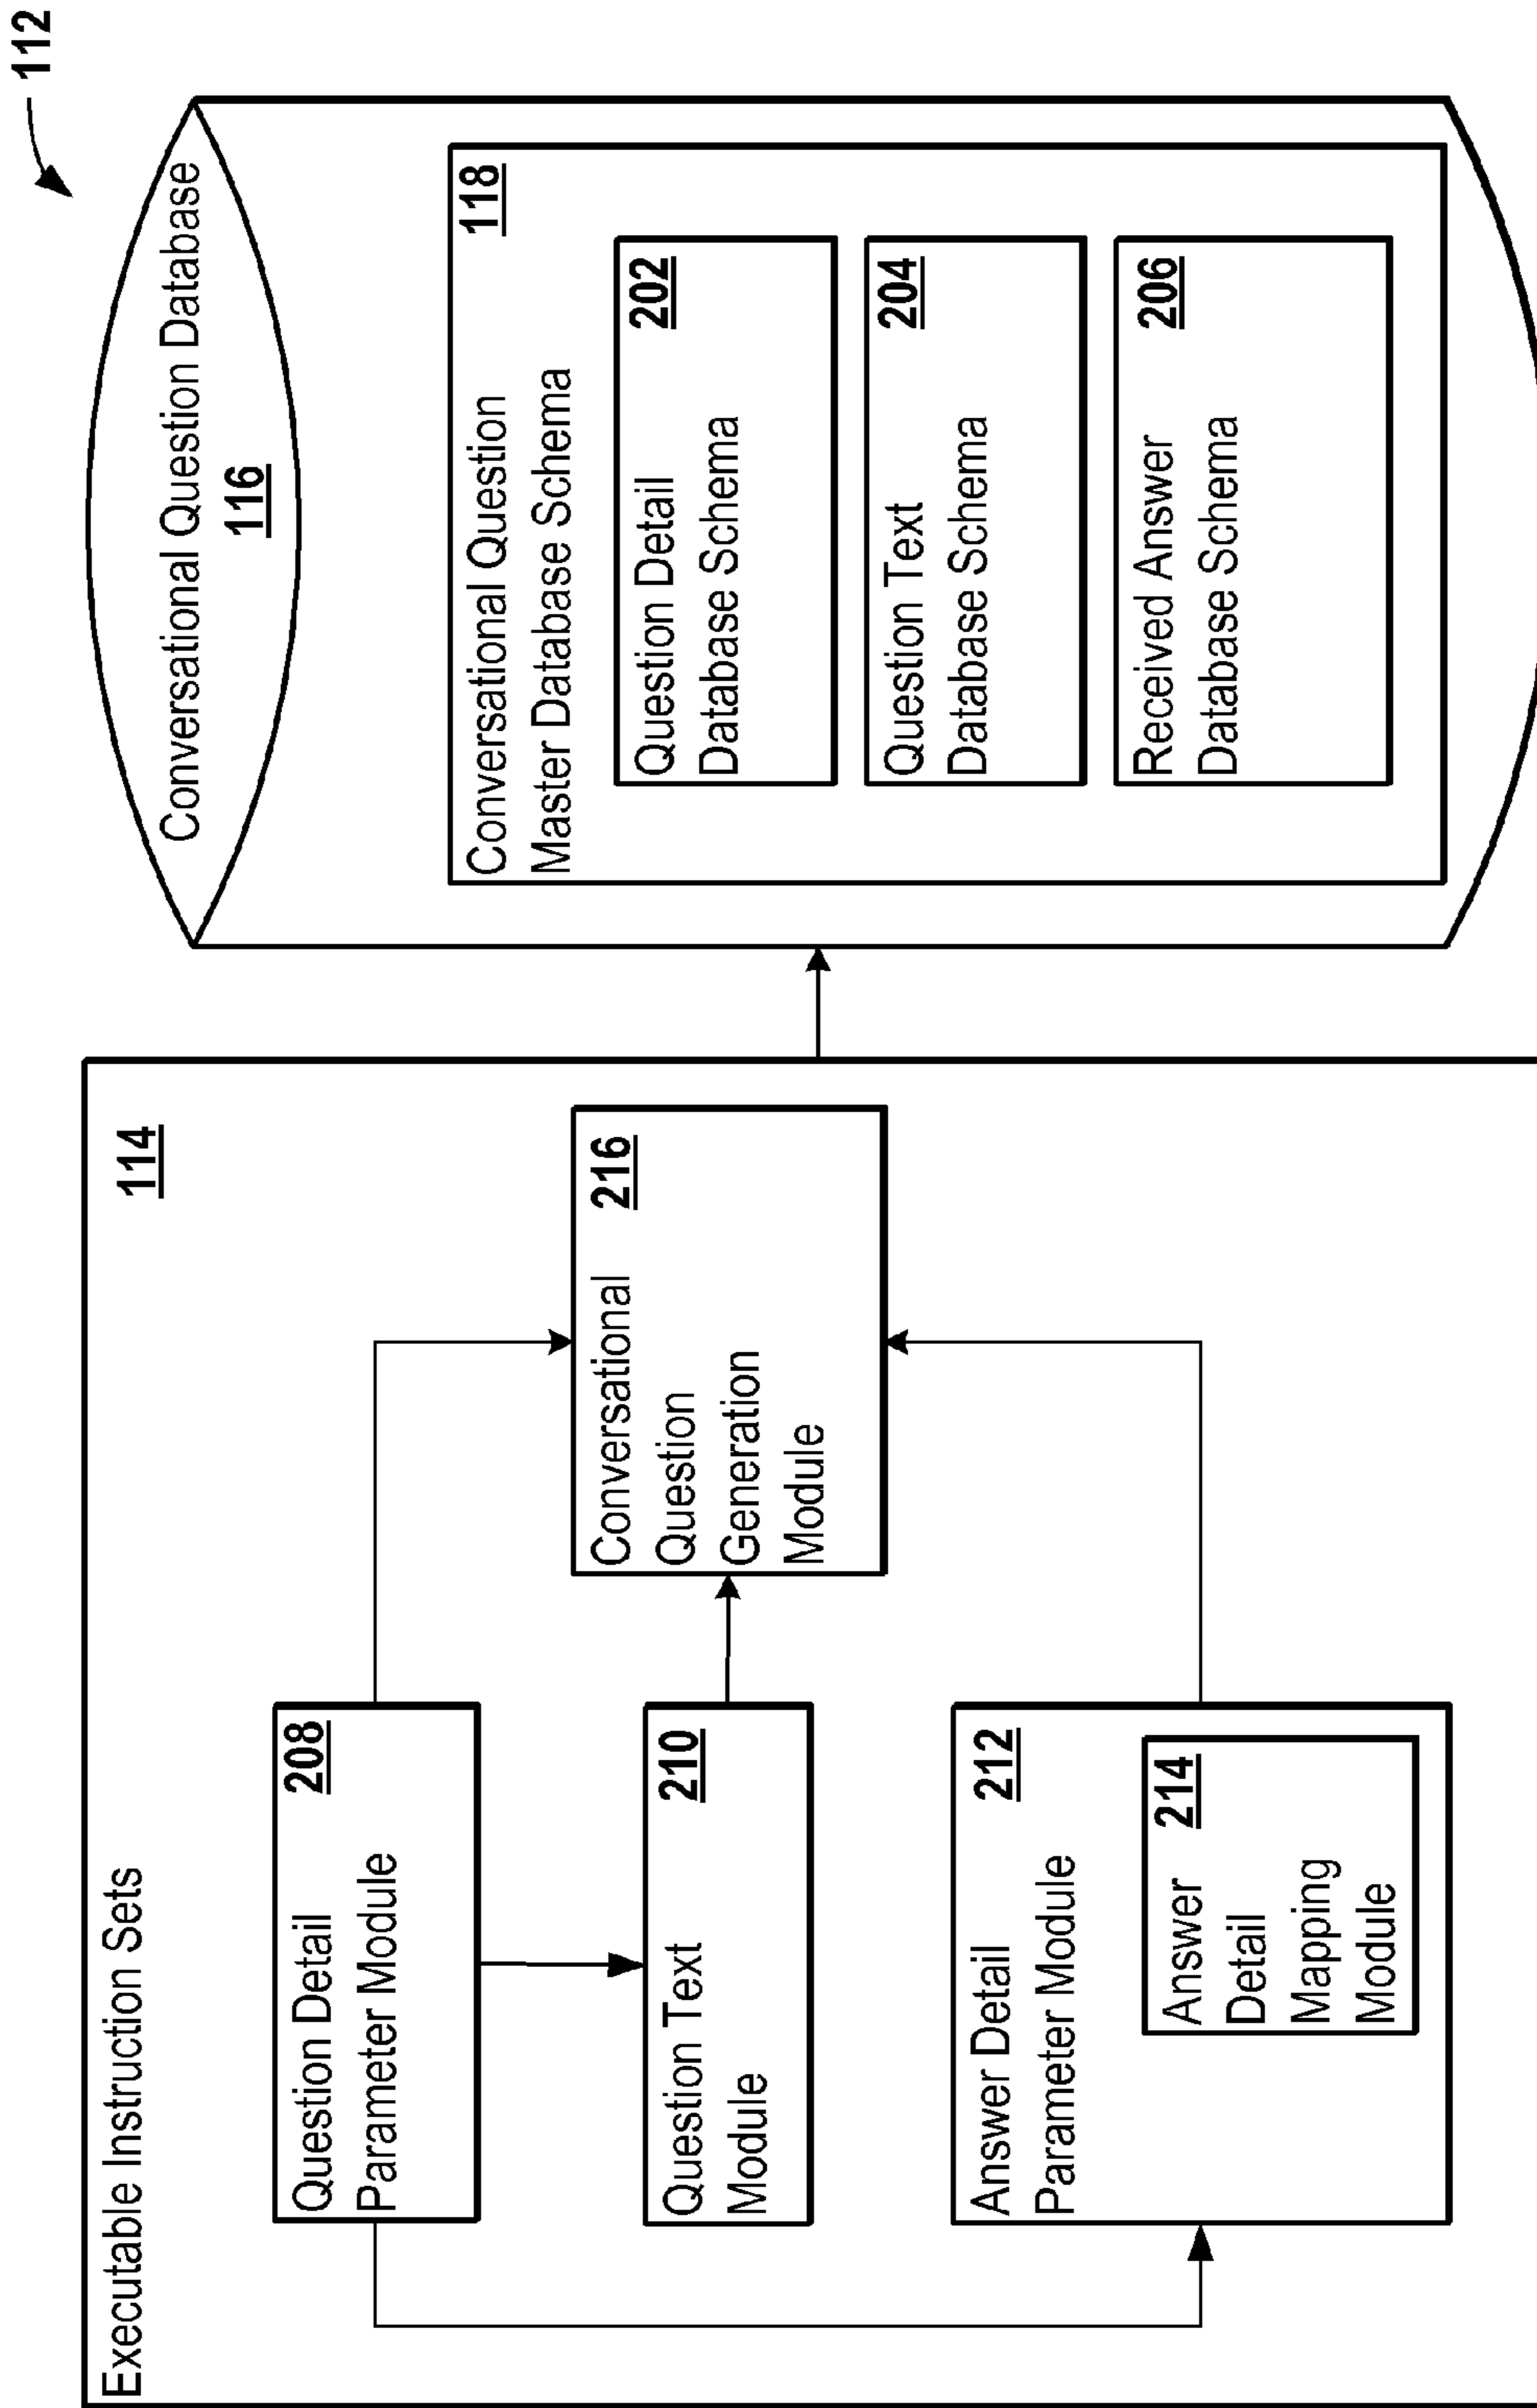 112
Executable Instruction Sets
114
Question Detail
208
Parameter Module
Question Text
210
Module
Answer Detail
212
Parameter Module
Answer
214
Detail
Mapping
Module
Conversational
216
Question
Generation
Module
Conversational Question Database
116
Conversational Question
118
Master Database Schema
Question Detail
202
Database Schema
Question Text
204
Database Schema
Received Answer
206
Database Schema